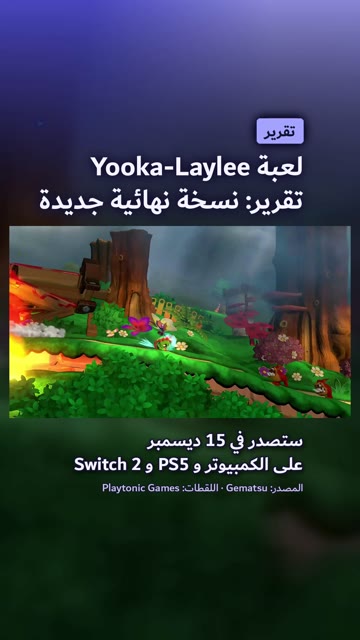 تقرير
لعبة Yooka-Laylee
تقرير: نسخة نهائية جديدة
ستصدر في 15 ديسمبر
على الكمبيوتر و PS5 و Switch 2
المصدر: Gematsu · اللقطات: Playtonic Games